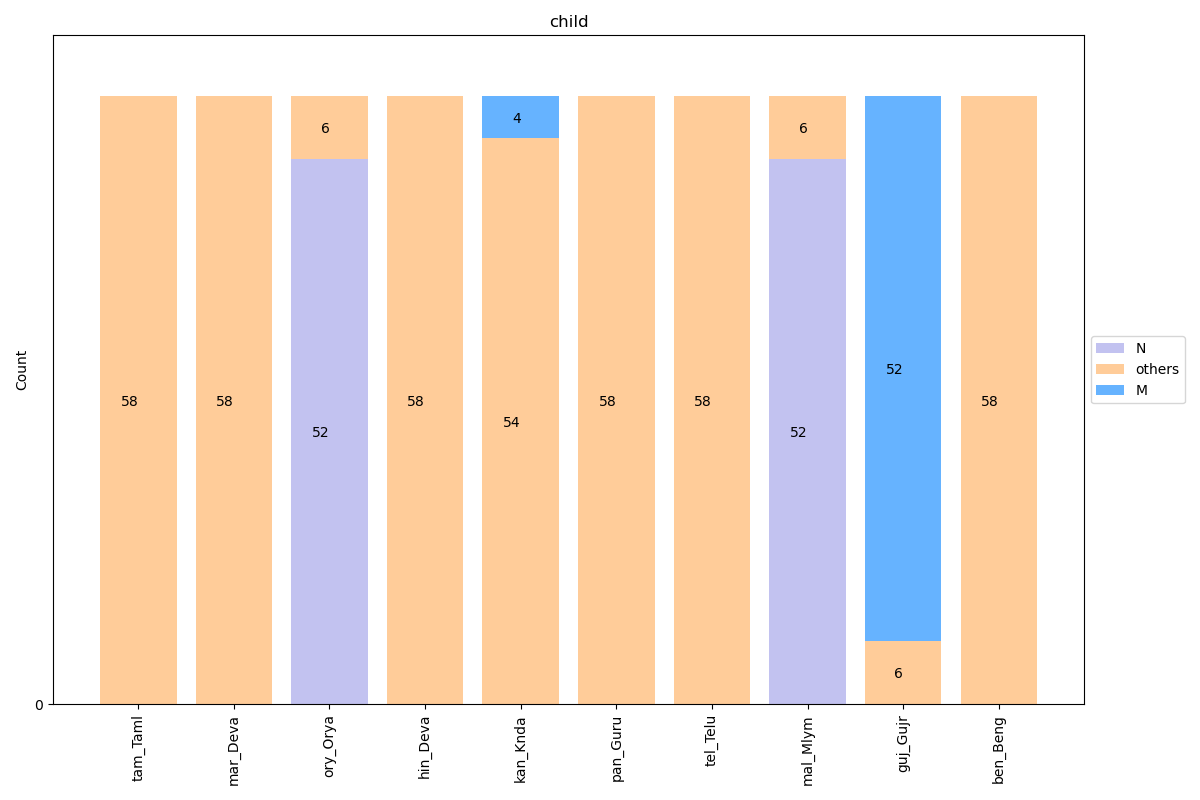 child
6
4
6
58
58
52
58
54
58
58
52
52
6
58
Count
0
tam_Taml
mar_Deva
ory_Orya
hin_Deva
kan_Knda
pan_Guru
tel_Telu
mal_Mlym
guj_Gujr
ben_Beng
N
others
M